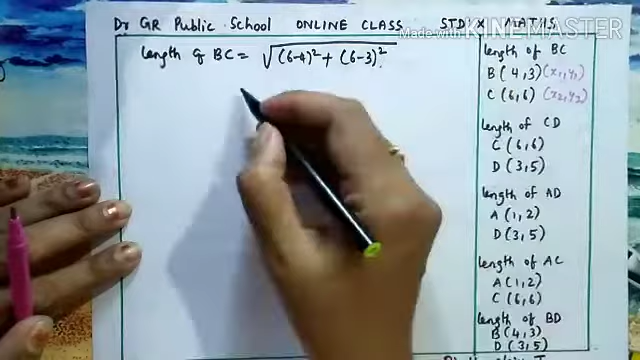 Dr GR Public School ONLINE CLASS STD X MATHS
Made with KINEMASTER
length of BC = √(6-4)² + (6-3)²
length of BC
B (4,3) (x₁,y₁)
C (6,6) (x₂,y₂)
length of CD
C (6,6)
D (3,5)
length of AD
A (1,2)
D (3,5)
length of AC
A (1,2)
C (6,6)
length of BD
B (4,3)
D (3,5)